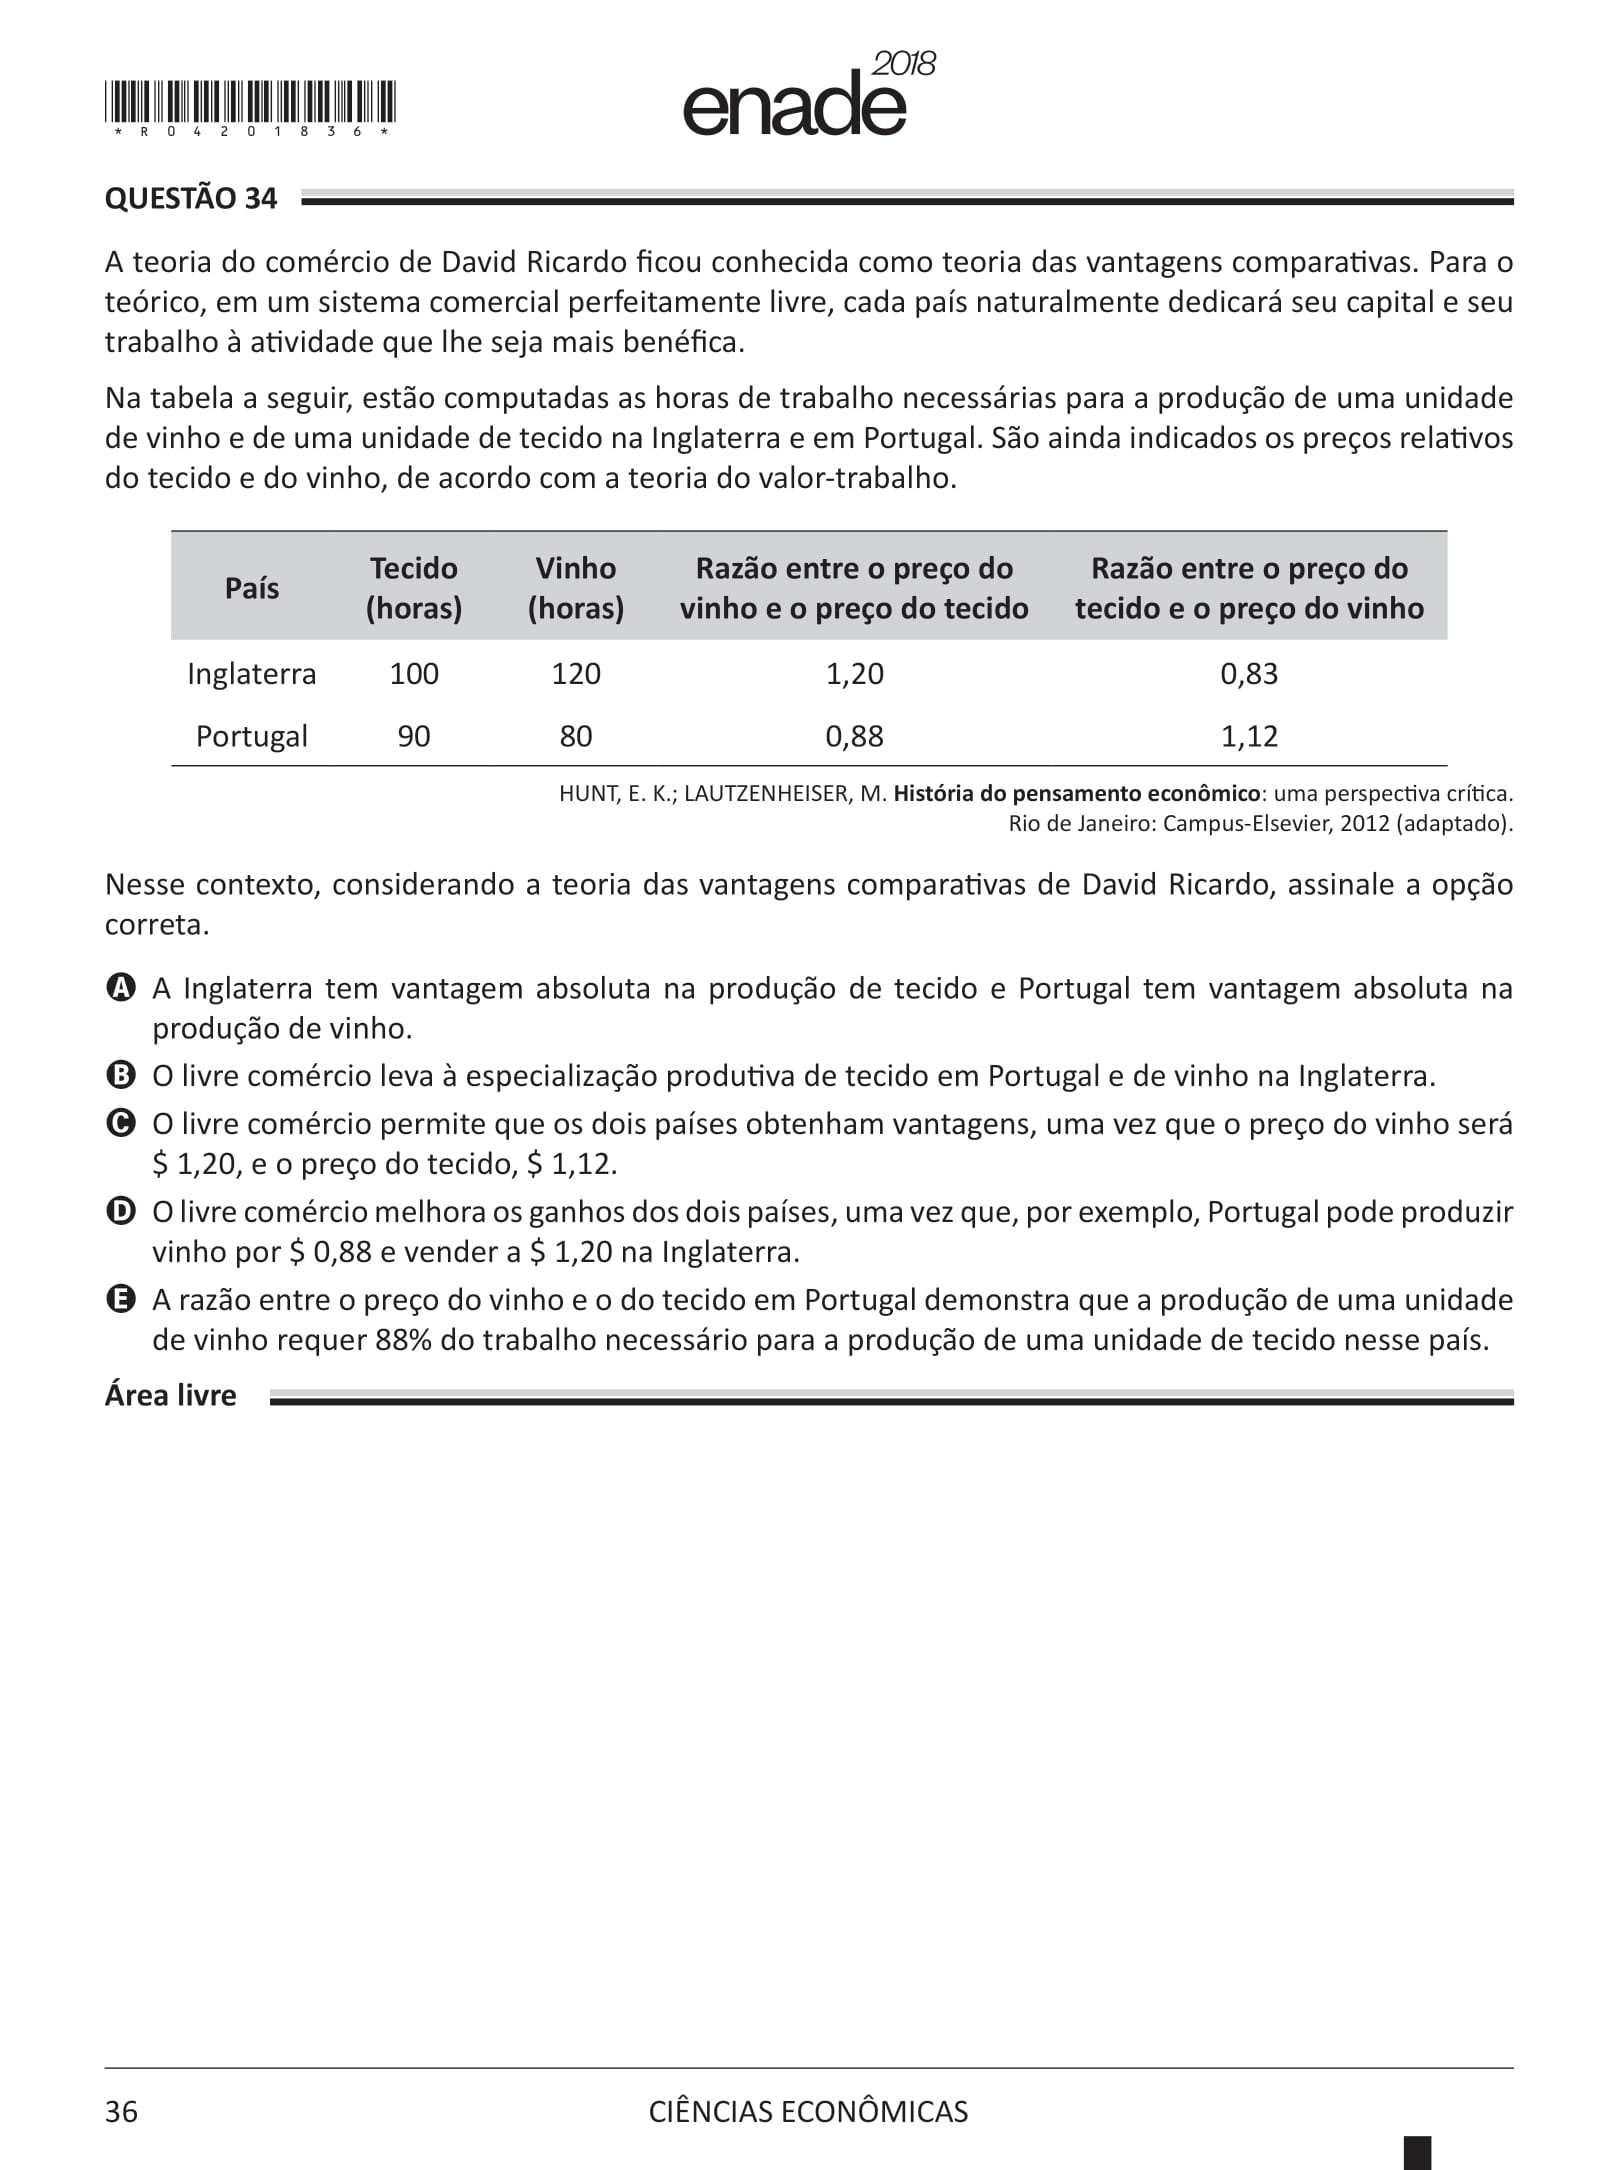 * R 0 4 2 0 1 8 3 6 *
enade 2018
QUESTÃO 34
A teoria do comércio de David Ricardo ficou conhecida como teoria das vantagens comparativas. Para o
teórico, em um sistema comercial perfeitamente livre, cada país naturalmente dedicará seu capital e seu
trabalho à atividade que lhe seja mais benéfica.
Na tabela a seguir, estão computadas as horas de trabalho necessárias para a produção de uma unidade
de vinho e de uma unidade de tecido na Inglaterra e em Portugal. São ainda indicados os preços relativos
do tecido e do vinho, de acordo com a teoria do valor-trabalho.
País Tecido (horas) Vinho (horas) Razão entre o preço do vinho e o preço do tecido Razão entre o preço do tecido e o preço do vinho
Inglaterra 100 120 1,20 0,83
Portugal 90 80 0,88 1,12
HUNT, E. K.; LAUTZENHEISER, M. História do pensamento econômico: uma perspectiva crítica.
Rio de Janeiro: Campus-Elsevier, 2012 (adaptado).
Nesse contexto, considerando a teoria das vantagens comparativas de David Ricardo, assinale a opção
correta.
A A Inglaterra tem vantagem absoluta na produção de tecido e Portugal tem vantagem absoluta na
produção de vinho.
B O livre comércio leva à especialização produtiva de tecido em Portugal e de vinho na Inglaterra.
C O livre comércio permite que os dois países obtenham vantagens, uma vez que o preço do vinho será
$ 1,20, e o preço do tecido, $ 1,12.
D O livre comércio melhora os ganhos dos dois países, uma vez que, por exemplo, Portugal pode produzir
vinho por $ 0,88 e vender a $ 1,20 na Inglaterra.
E A razão entre o preço do vinho e o do tecido em Portugal demonstra que a produção de uma unidade
de vinho requer 88% do trabalho necessário para a produção de uma unidade de tecido nesse país.
Área livre
36
CIÊNCIAS ECONÔMICAS